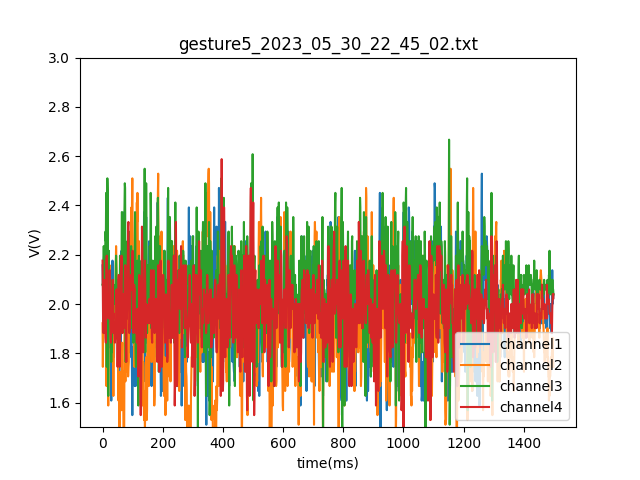 gesture5_2023_05_30_22_45_02.txt
3.0
2.8
2.6
2.4
2.2
2.0
1.8
1.6
V(V)
channel1
channel2
channel3
channel4
0 200 400 600 800 1000 1200 1400
time(ms)